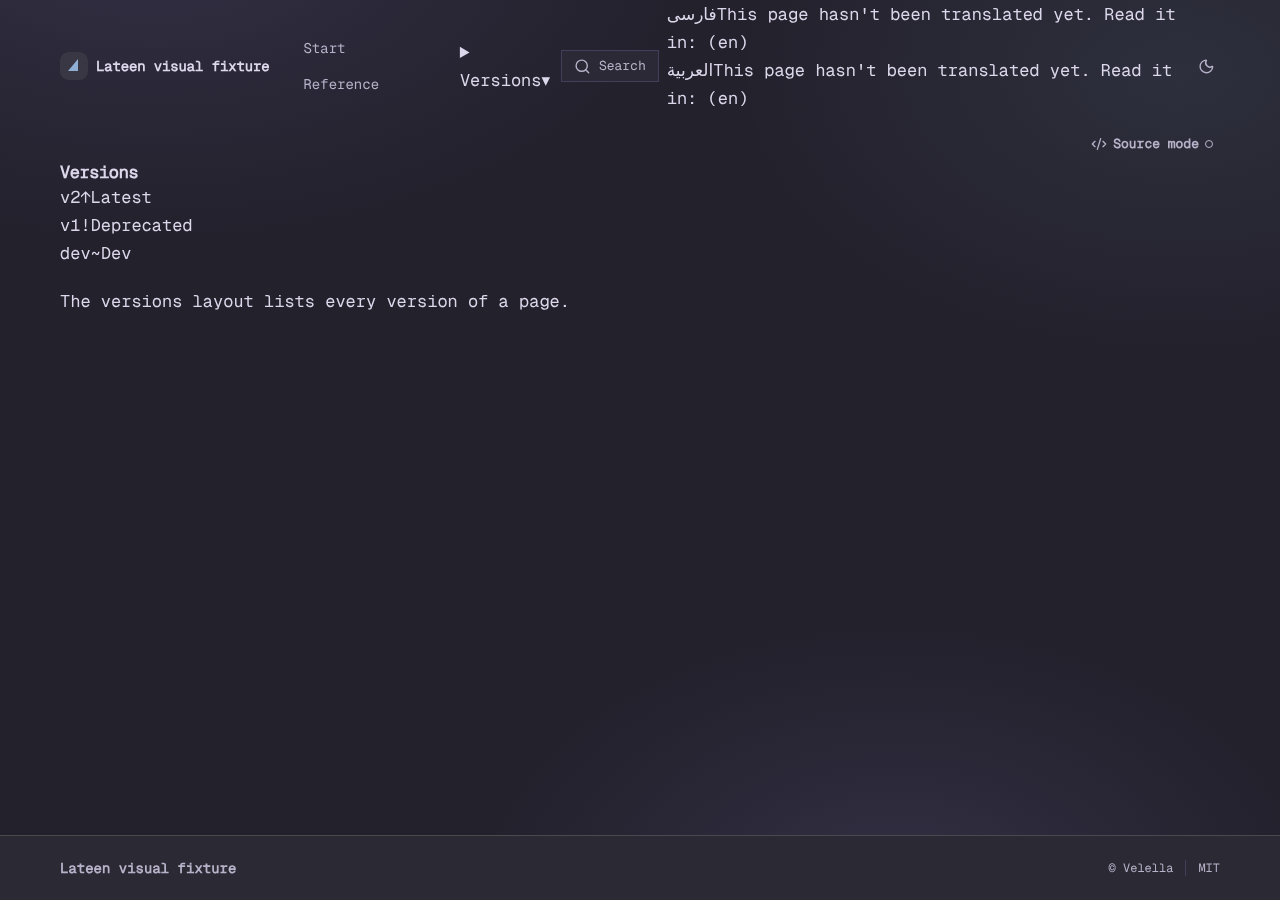 Lateen visual fixture
Start
Reference
▶
Versions▾
Search
فارسیThis page hasn't been translated yet. Read it
in: (en)
العربيةThis page hasn't been translated yet. Read it
in: (en)
</> Source mode
Versions
v2↑Latest
v1!Deprecated
dev~Dev
The versions layout lists every version of a page.
Lateen visual fixture
© Velella
MIT